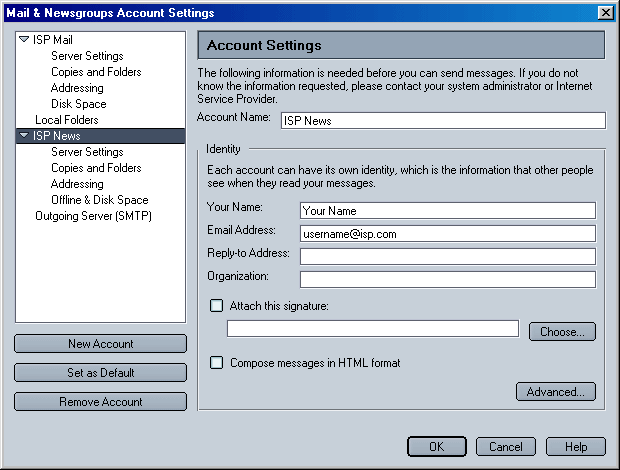 Mail & Newsgroups Account Settings
ISP Mail
Server Settings
Copies and Folders
Addressing
Disk Space
Local Folders
ISP News
Server Settings
Copies and Folders
Addressing
Offline & Disk Space
Outgoing Server (SMTP)
New Account
Set as Default
Remove Account
Account Settings
The following information is needed before you can send messages. If you do not
know the information requested, please contact your system administrator or Internet
Service Provider.
Account Name: ISP News
Identity
Each account can have its own identity, which is the information that other people
see when they read your messages.
Your Name: Your Name
Email Address: username@isp.com
Reply-to Address:
Organization:
Attach this signature:
Choose...
Compose messages in HTML format
Advanced...
OK Cancel Help